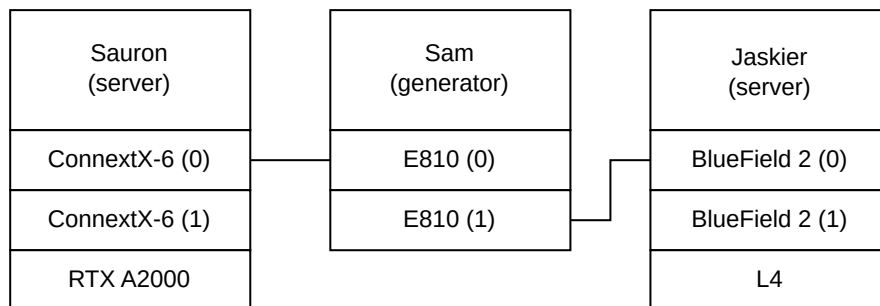 Sauron
(server)
ConnextX-6 (0)
ConnextX-6 (1)
RTX A2000
Sam
(generator)
E810 (0)
E810 (1)
Jaskier
(server)
BlueField 2 (0)
BlueField 2 (1)
L4